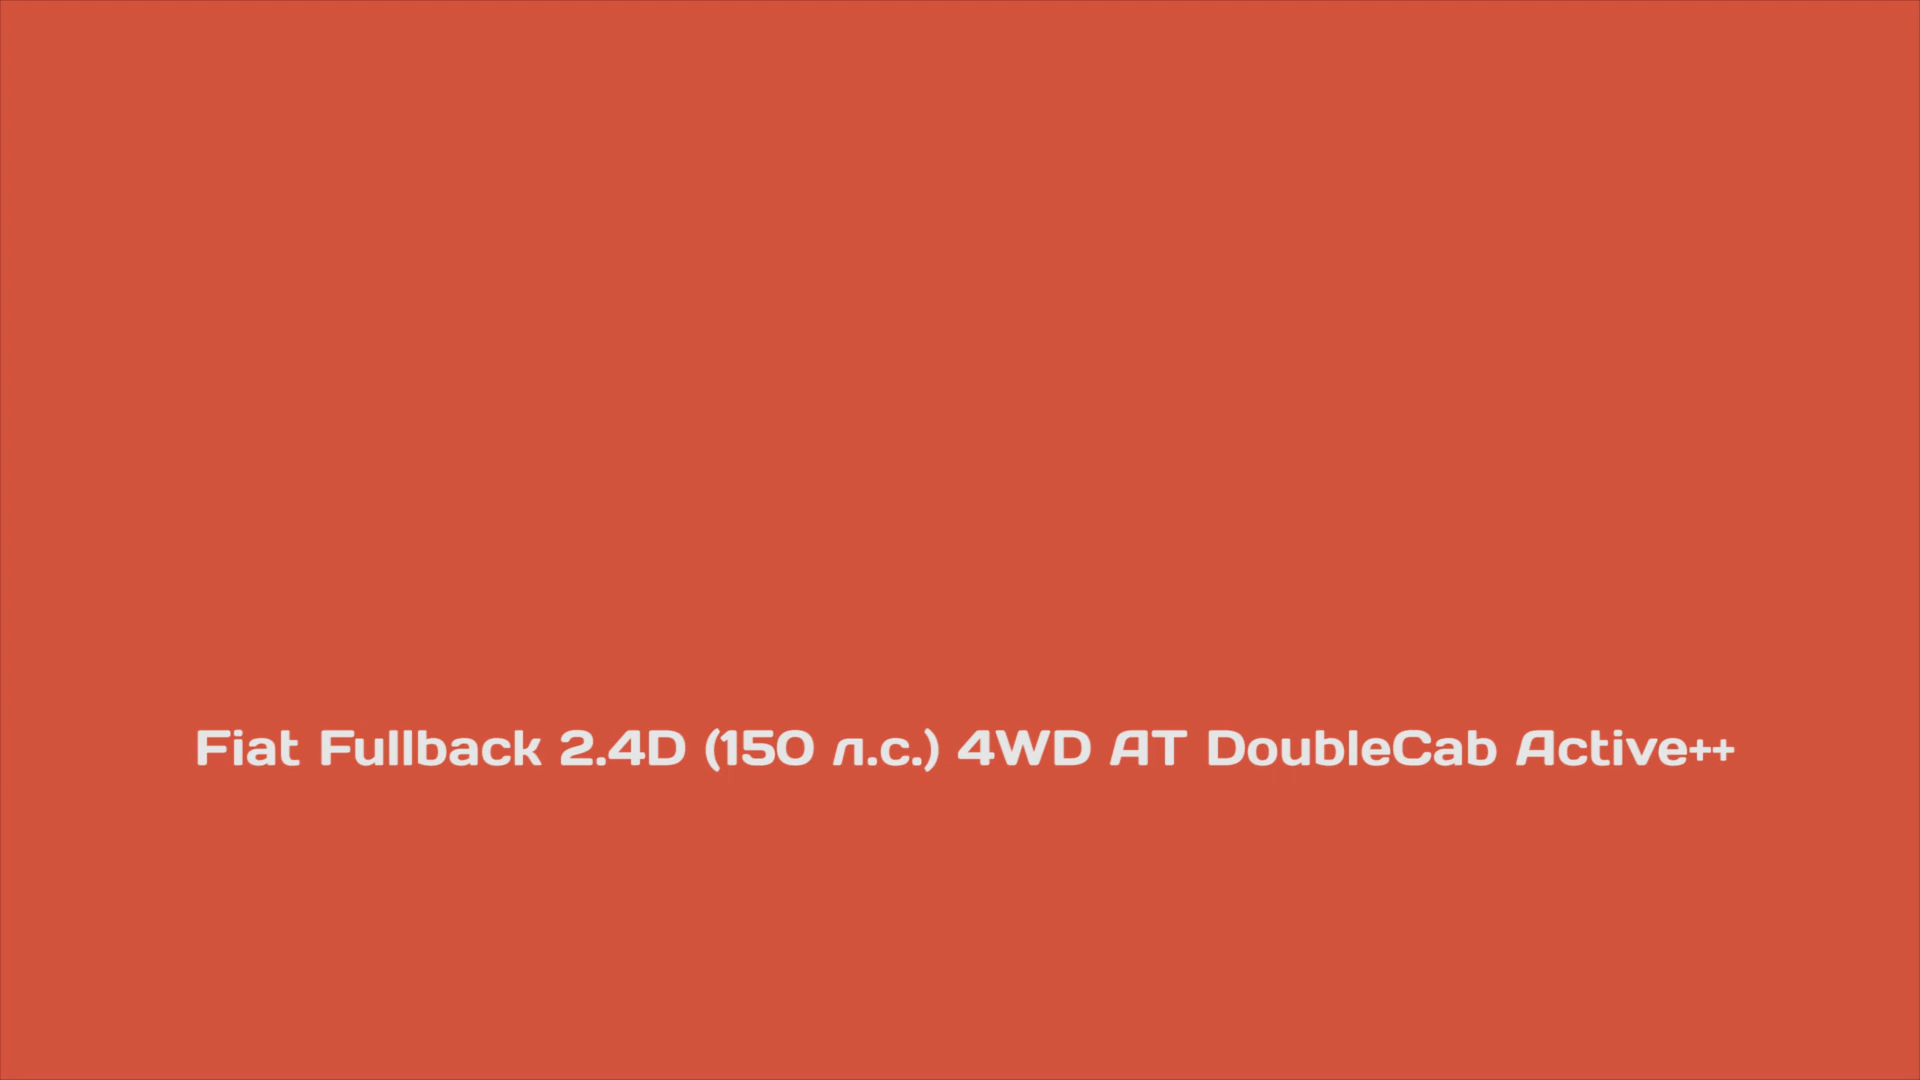 Fiat Fullback 2.4D (150 л.с.) 4WD AT DoubleCab Active++